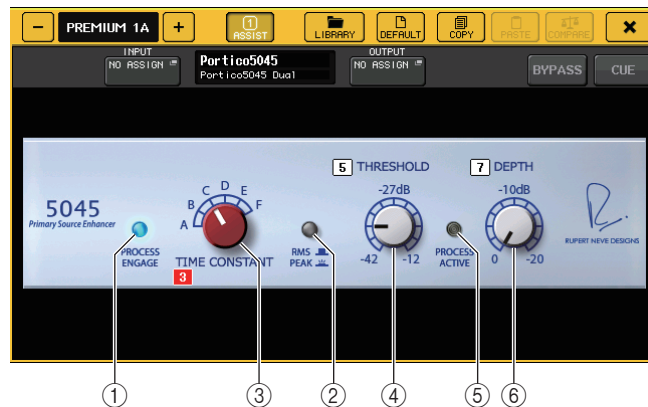 − PREMIUM 1A +
1 ASSIST
LIBRARY
DEFAULT
COPY
PASTE
COMPARE
×
INPUT
NO ASSIGN
Portico5045
Portico5045 Dual
OUTPUT
NO ASSIGN
BYPASS
CUE
5045
Primary Source Enhancer
PROCESS
ENGAGE
A B C D E F
TIME CONSTANT
3
RMS
PEAK
5 THRESHOLD
-27dB
-42 -12
PROCESS
ACTIVE
7 DEPTH
-10dB
0 -20
R.
RUPERT NEVE DESIGNS
① ③ ② ④ ⑤ ⑥